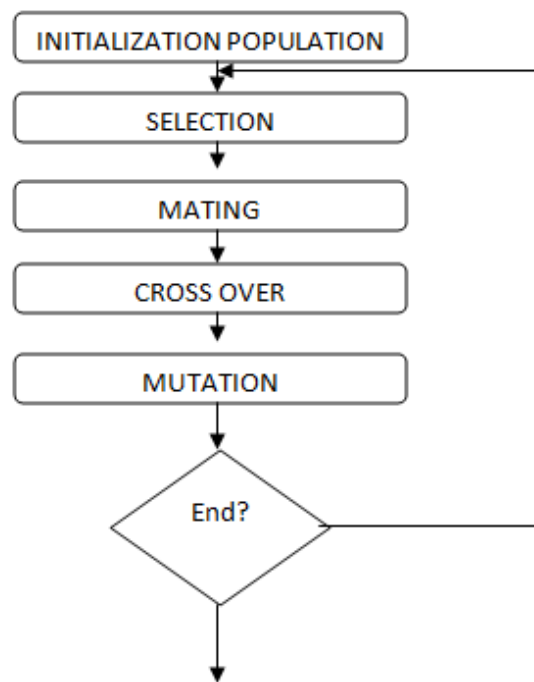 INITIALIZATION POPULATION
SELECTION
MATING
CROSS OVER
MUTATION
End?